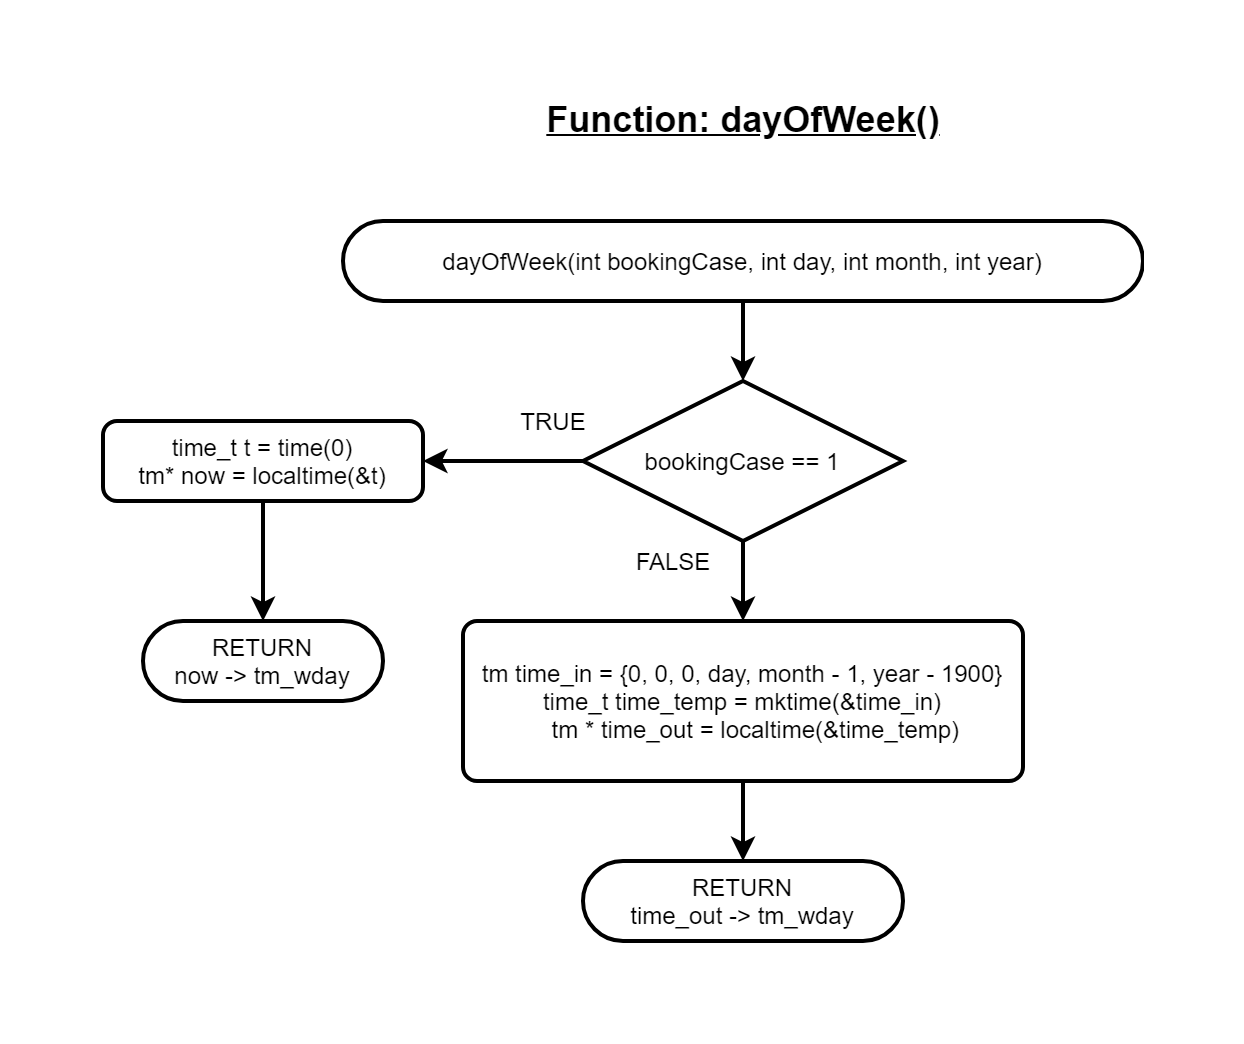 Function: dayOfWeek()
dayOfWeek(int bookingCase, int day, int month, int year)
TRUE
bookingCase == 1
time_t t = time(0)
tm* now = localtime(&t)
FALSE
RETURN
now -> tm_wday
tm time_in = {0, 0, 0, day, month - 1, year - 1900}
time_t time_temp = mktime(&time_in)
tm * time_out = localtime(&time_temp)
RETURN
time_out -> tm_wday